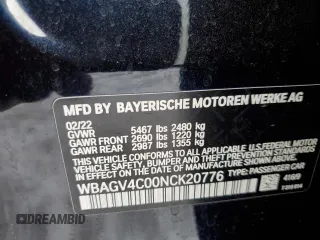 MFD BY BAYERISCHE MOTOREN WERKE AG
02/22
GVWR 5467 lbs 2480 kg
GAWR FRONT 2690 lbs 1220 kg
GAWR REAR 2987 lbs 1355 kg
THIS VEHICLE CONFORMS TO ALL APPLICABLE FEDERAL MOTOR
VEHICLE SAFETY, BUMPER, AND THEFT PREVENTION STANDARDS
IN EFFECT ON THE DATE OF MANUFACTURE SHOWN ABOVE.
WBAGV4C00NCK20776 TYPE: PASSENGER CAR
416/9
DREAMBID